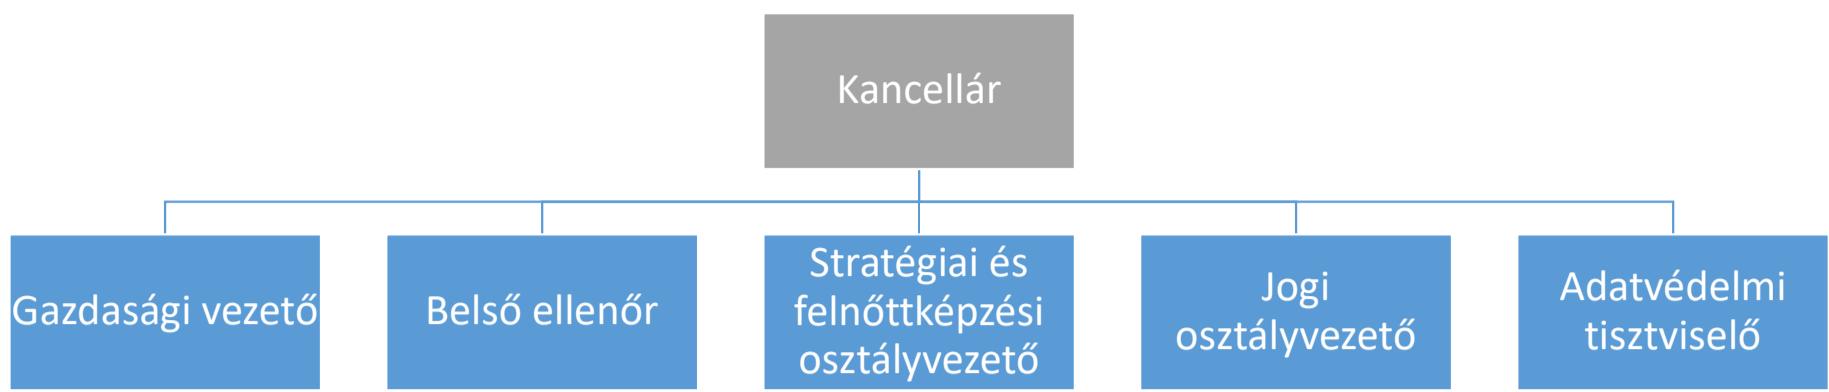 Kancellár
Gazdasági vezető
Belső ellenőr
Stratégiai és
felnőttképzési
osztályvezető
Jogi
osztályvezető
Adatvédelmi
tisztviselő